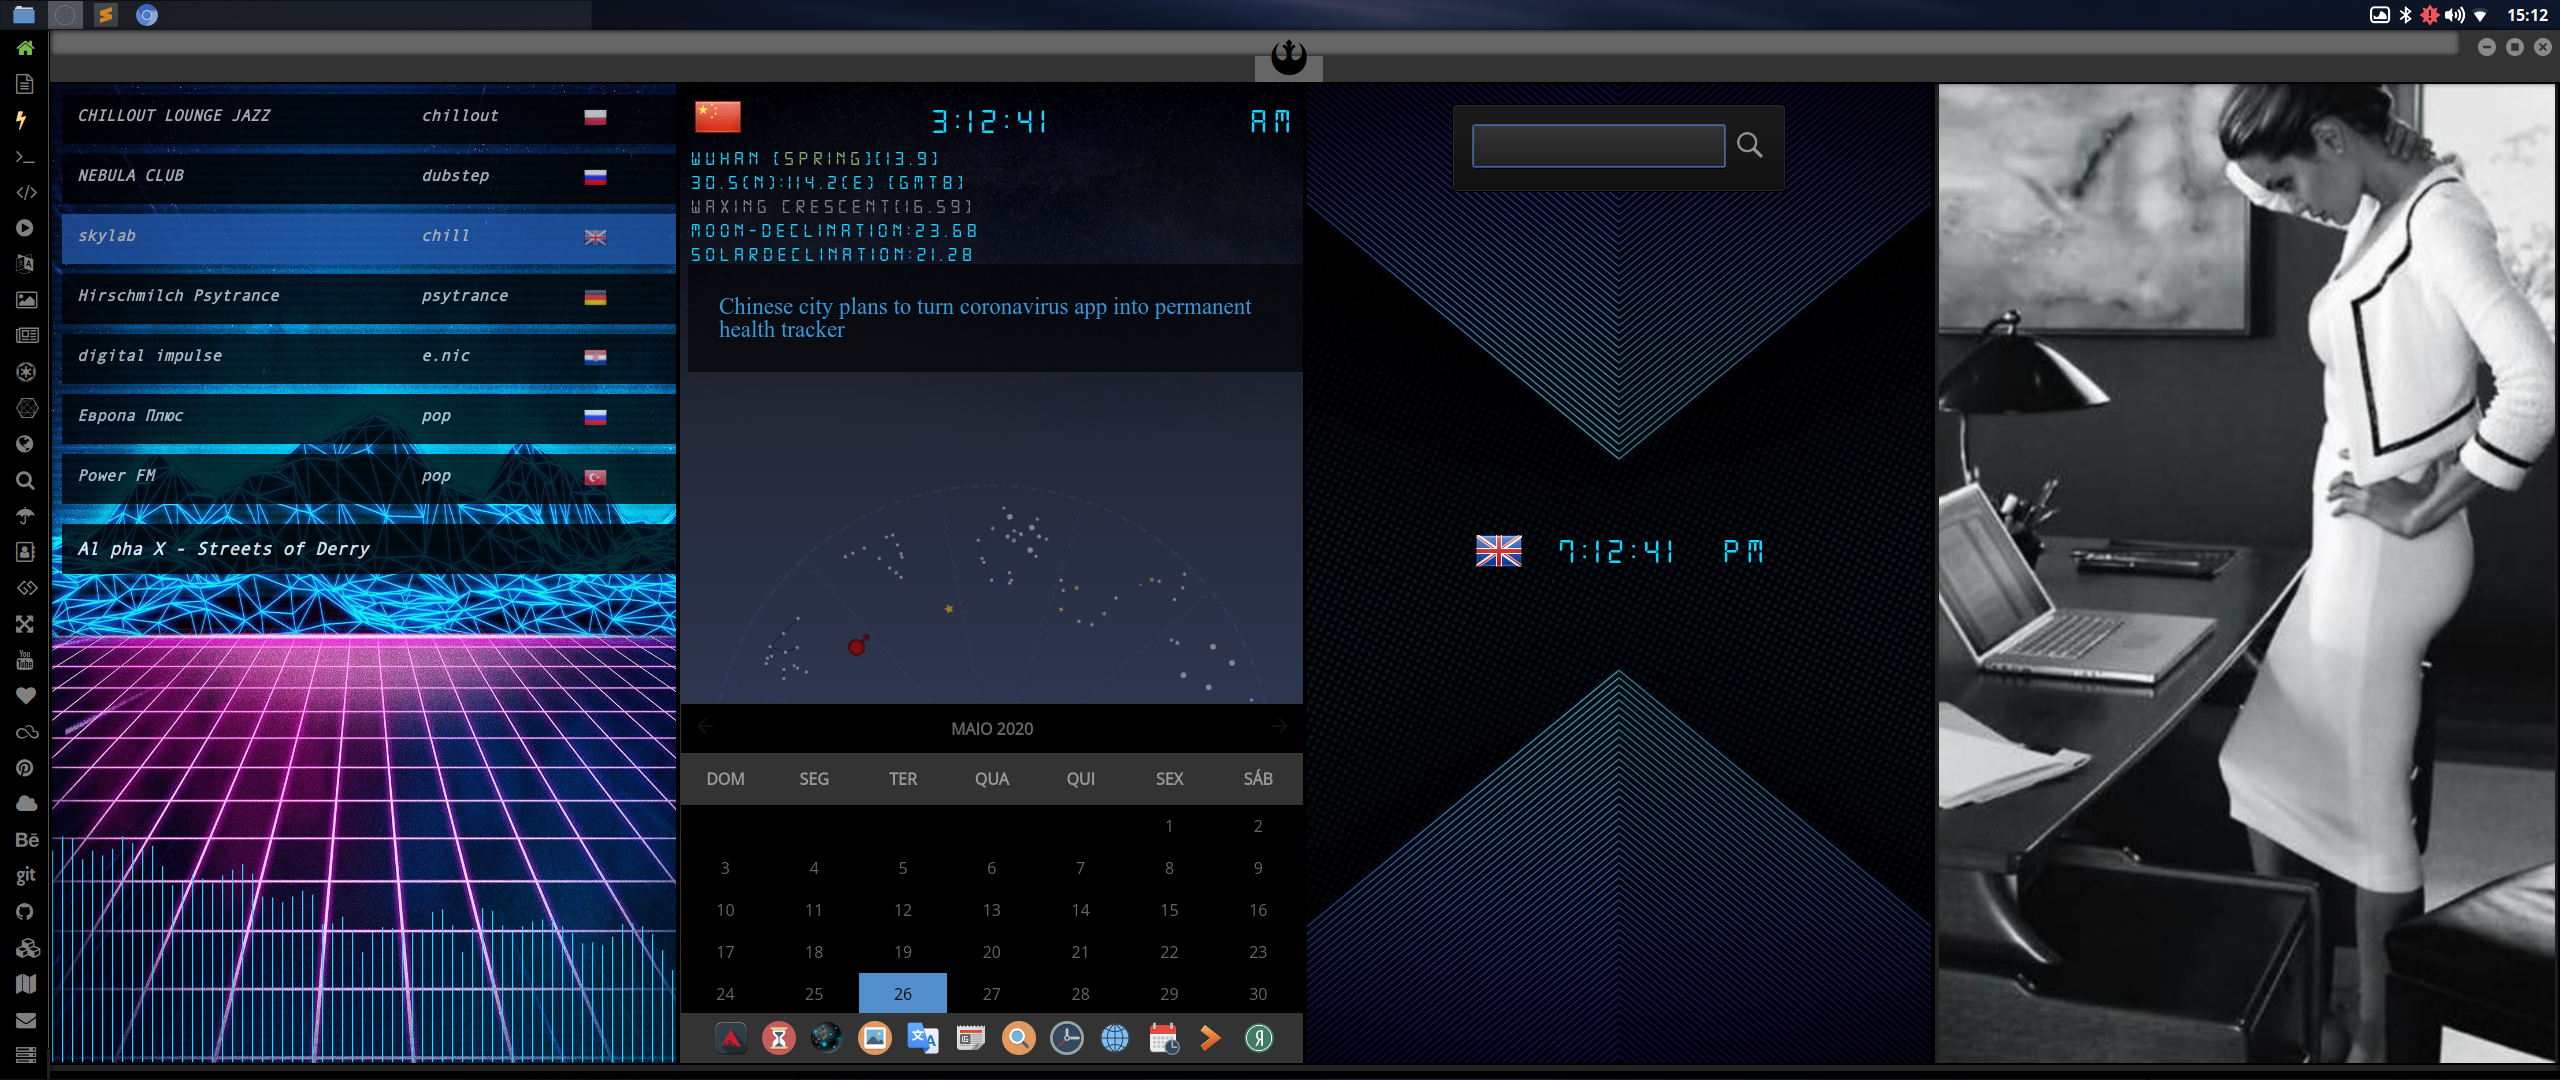 15:12
CHILLOUT LOUNGE JAZZ chillout
NEBULA CLUB dubstep
skylab chill
Hirschmilch Psytrance psytrance
digital impulse e.nic
Европа Плюс pop
Power FM pop
Al pha X - Streets of Derry
3:12:41 AM
WUHAN [SPRING][13.9]
30.5(N):114.2(E) [GMT8]
WAXING CRESCENT[16.59]
MOON-DECLINATION:23.68
SOLARDECLINATION:21.28
Chinese city plans to turn coronavirus app into permanent
health tracker
MAIO 2020
DOM SEG TER QUA QUI SEX SÁB
1 2
3 4 5 6 7 8 9
10 11 12 13 14 15 16
17 18 19 20 21 22 23
24 25 26 27 28 29 30
7:12:41 PM
You
Tube
Bē
git